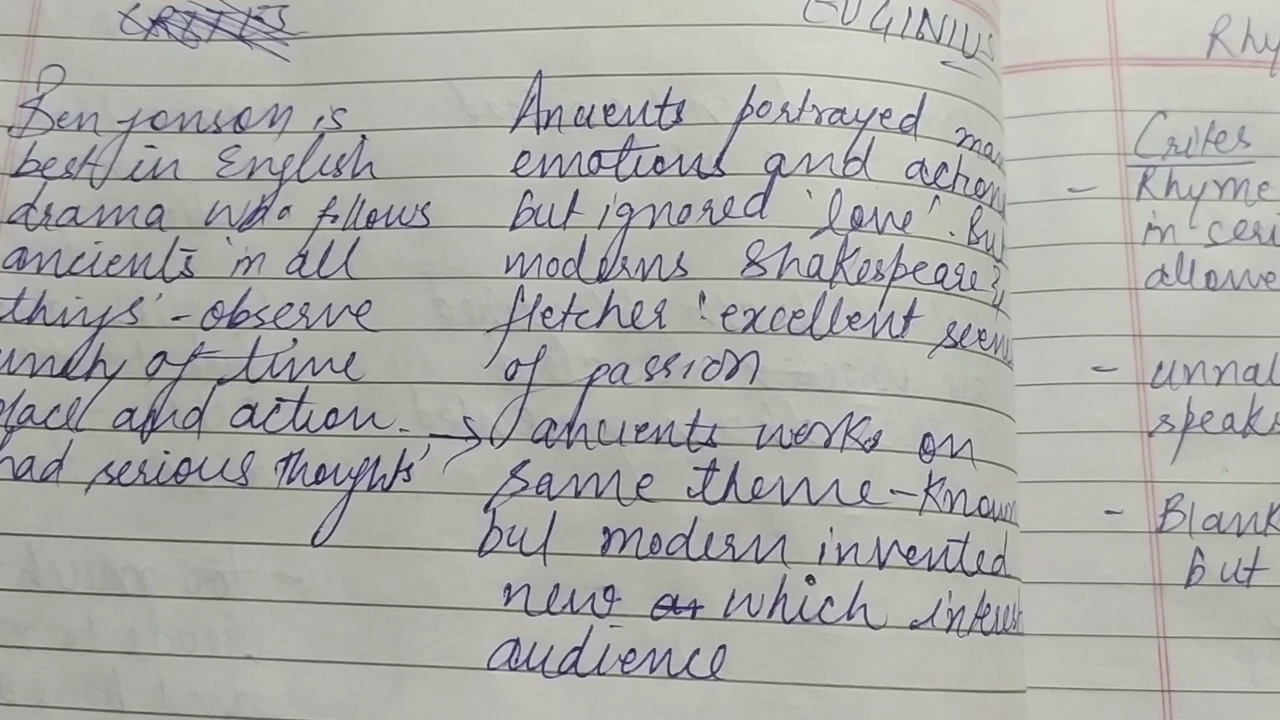 EUGINIUS
Ben Jonson is
best in English
drama who follows
ancients in all
things' - observe
unity of time
place and action.
had serious thoughts'
Ancients portrayed
emotions and action
but ignored 'love'. But
moderns Shakespeare &
fletcher 'excellent
of passion
→ ancients works on
same theme - Known
but modern invented
new which interest
audience
Rhy
Crites
- Rhyme
in seri
allowe
- unnat
speaks
- Blank
but